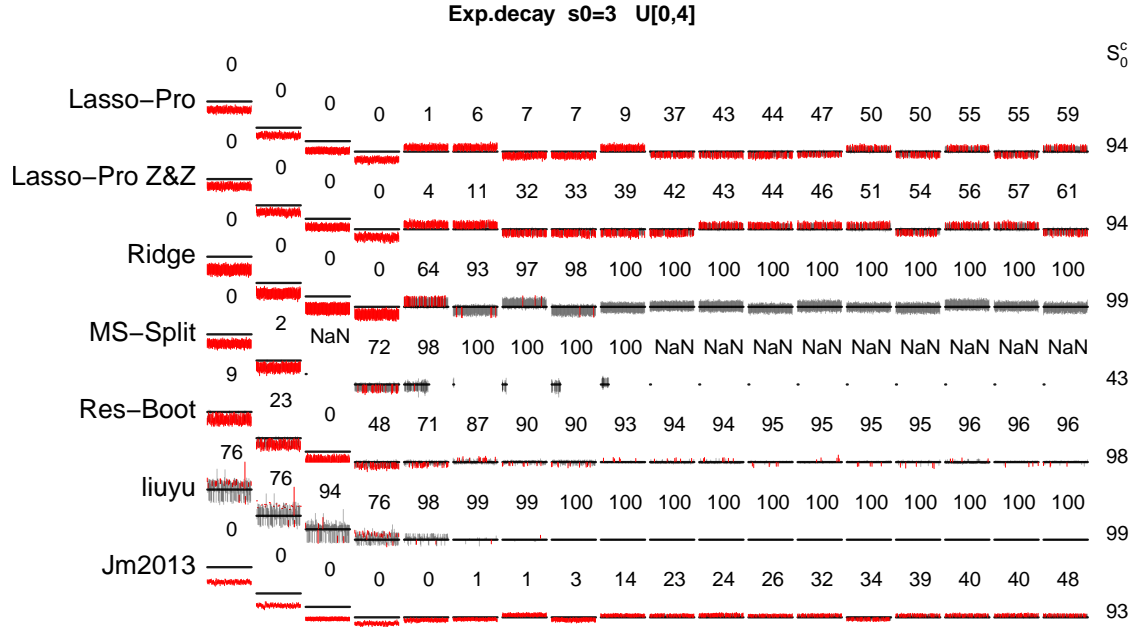 Exp.decay s0=3 U[0,4]
S₀ᶜ
Lasso−Pro 0 0 0 0 1 6 7 7 9 37 43 44 47 50 50 55 55 59 94
Lasso−Pro Z&Z 0 0 0 0 4 11 32 33 39 42 43 44 46 51 54 56 57 61 94
Ridge 0 0 0 0 64 93 97 98 100 100 100 100 100 100 100 100 100 100 99
MS−Split 0 2 NaN 72 98 100 100 100 100 NaN NaN NaN NaN NaN NaN NaN NaN NaN 43
Res−Boot 9 23 0 48 71 87 90 90 93 94 94 95 95 95 95 96 96 96 98
liuyu 76 76 94 76 98 99 99 100 100 100 100 100 100 100 100 100 100 100 99
Jm2013 0 0 0 0 0 1 1 3 14 23 24 26 32 34 39 40 40 48 93